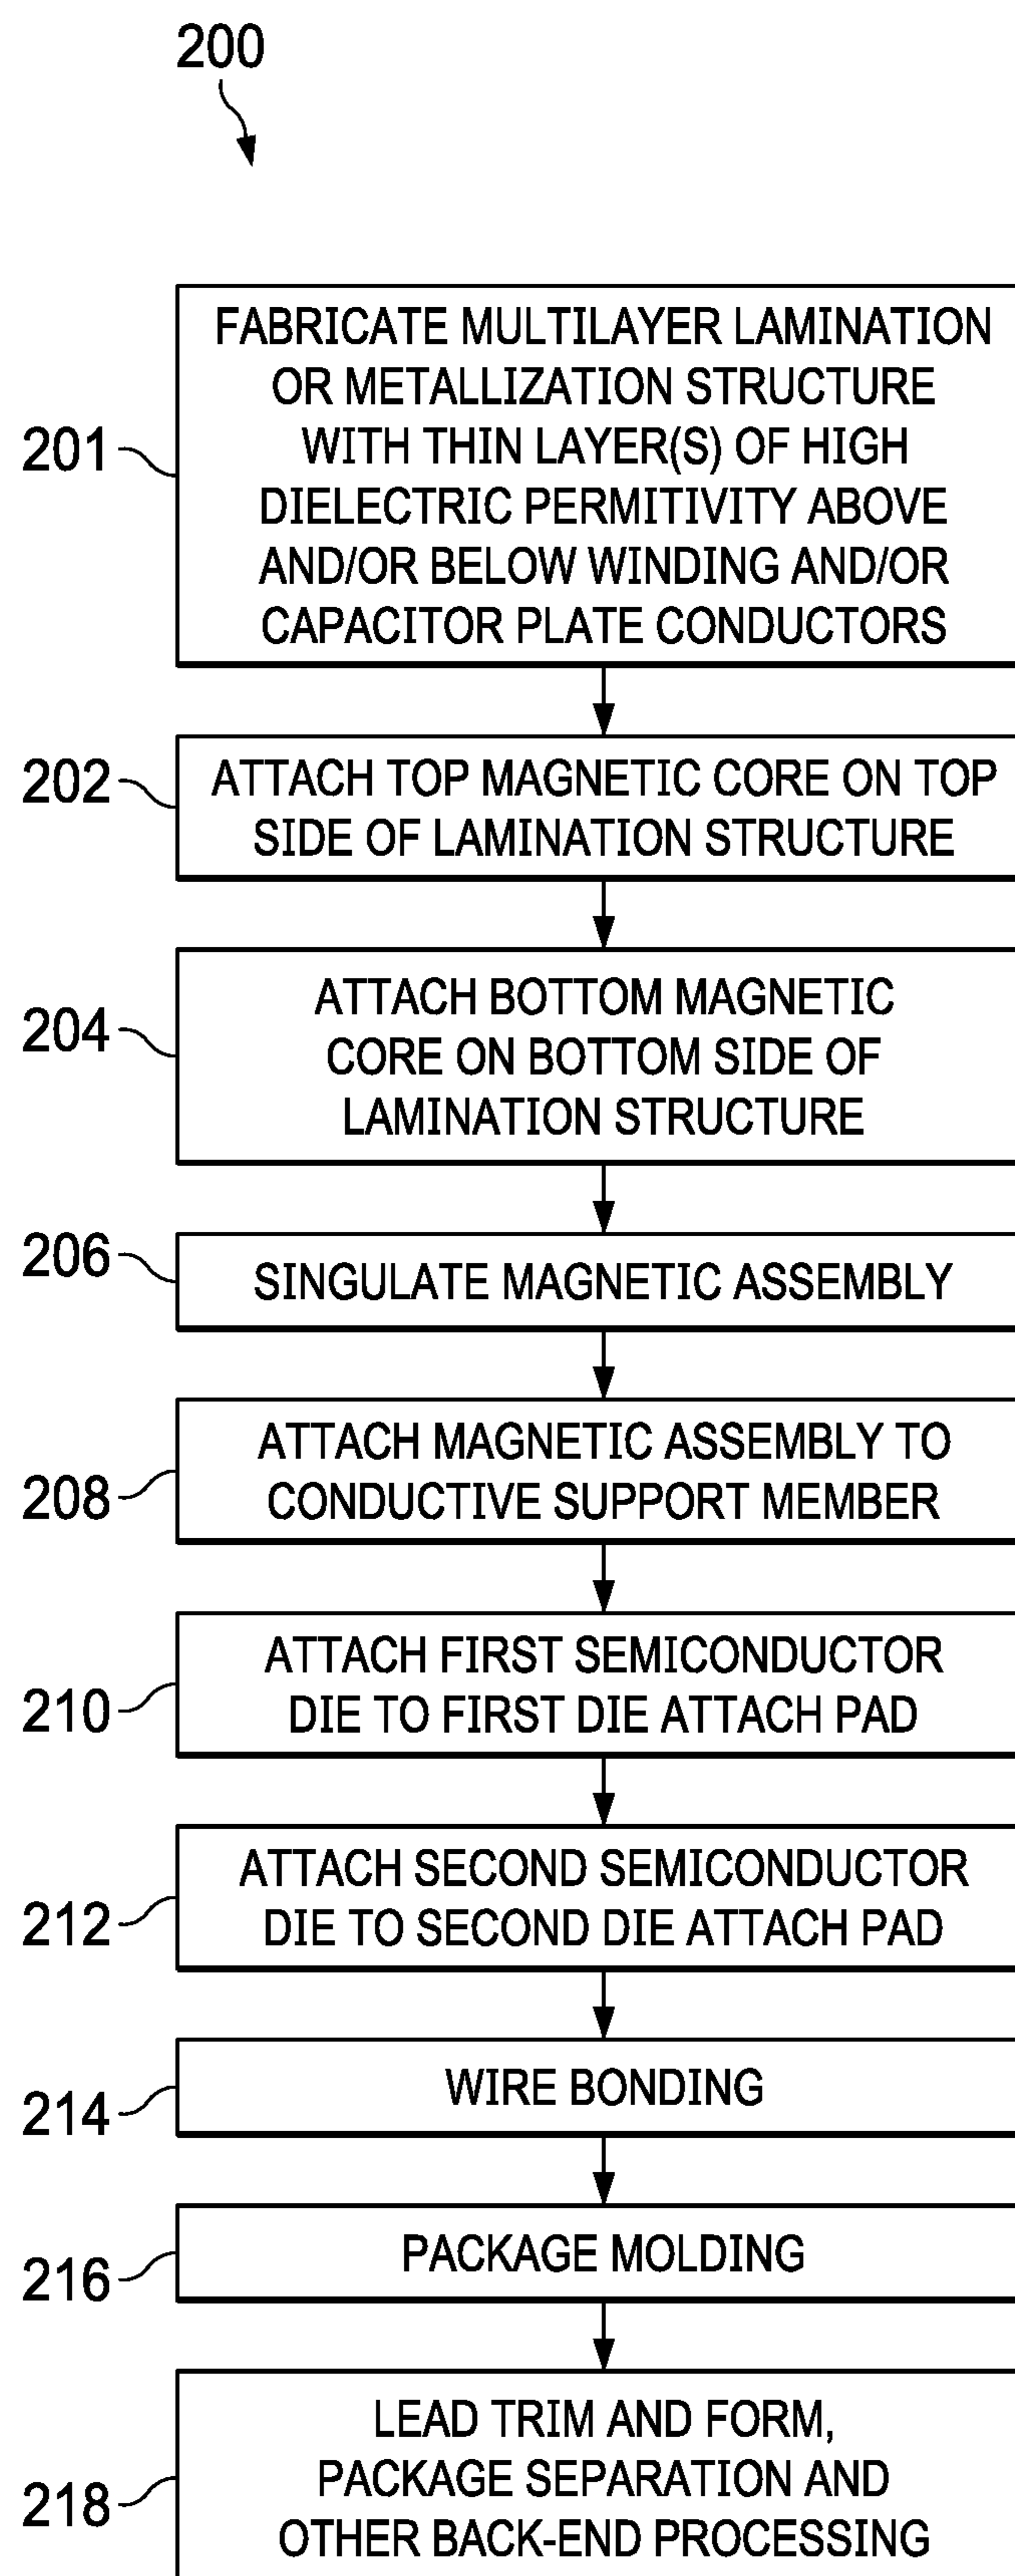 200
201
FABRICATE MULTILAYER LAMINATION
OR METALLIZATION STRUCTURE
WITH THIN LAYER(S) OF HIGH
DIELECTRIC PERMITIVITY ABOVE
AND/OR BELOW WINDING AND/OR
CAPACITOR PLATE CONDUCTORS
202
ATTACH TOP MAGNETIC CORE ON TOP
SIDE OF LAMINATION STRUCTURE
204
ATTACH BOTTOM MAGNETIC
CORE ON BOTTOM SIDE OF
LAMINATION STRUCTURE
206
SINGULATE MAGNETIC ASSEMBLY
208
ATTACH MAGNETIC ASSEMBLY TO
CONDUCTIVE SUPPORT MEMBER
210
ATTACH FIRST SEMICONDUCTOR
DIE TO FIRST DIE ATTACH PAD
212
ATTACH SECOND SEMICONDUCTOR
DIE TO SECOND DIE ATTACH PAD
214
WIRE BONDING
216
PACKAGE MOLDING
218
LEAD TRIM AND FORM,
PACKAGE SEPARATION AND
OTHER BACK-END PROCESSING